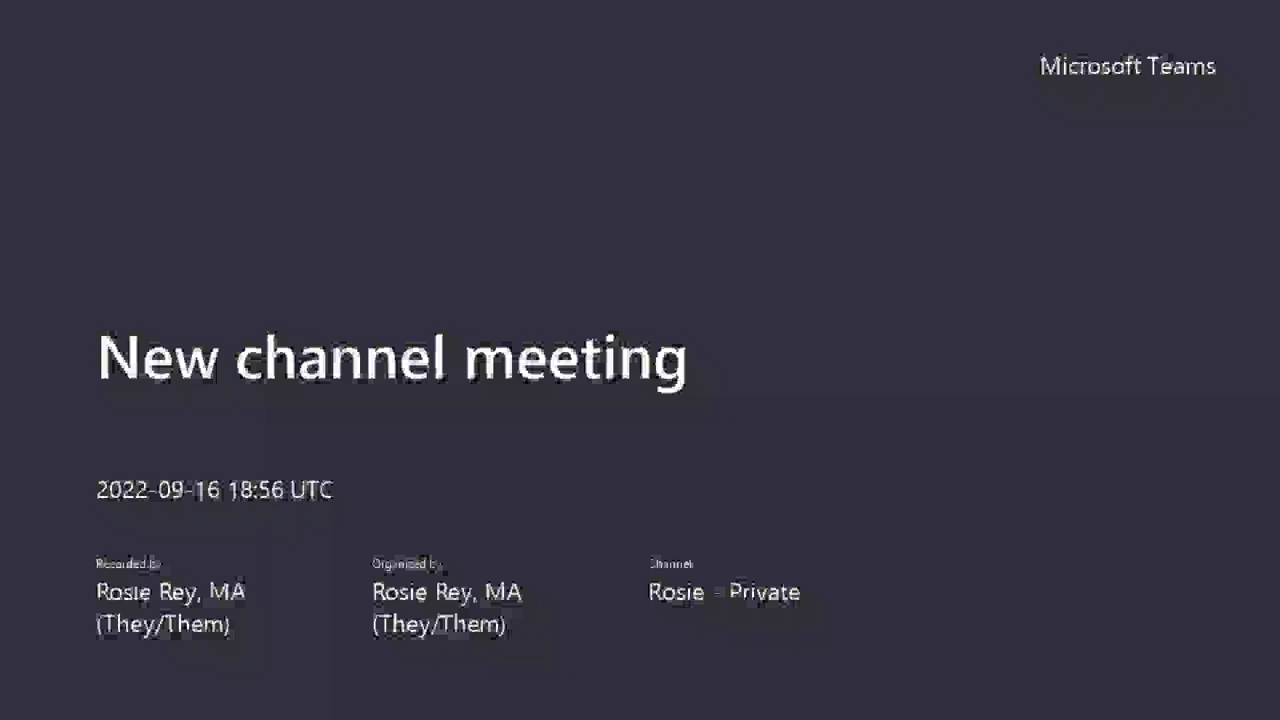 Microsoft Teams
New channel meeting
2022-09-16 18:56 UTC
Recorded by
Organized by
Channel
Rosie Rey, MA
(They/Them)
Rosie Rey, MA
(They/Them)
Rosie - Private